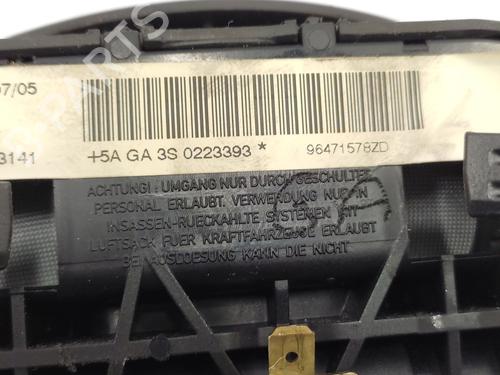 07/05
3141
+5A GA 3S 0223393 *
96471578ZD
ACHTUNG! : UMGANG NUR DURCH GESCHULTES
PERSONAL ERLAUBT. VERWENDUNG NUR IN
INSASSEN-RUECKAHLTE SYSTEMEN MIT
LUFTSACK FUER KRAFTFAHRZEUGE ERLAUBT
BEI AUSLOESUNG KANN DIE NICHT